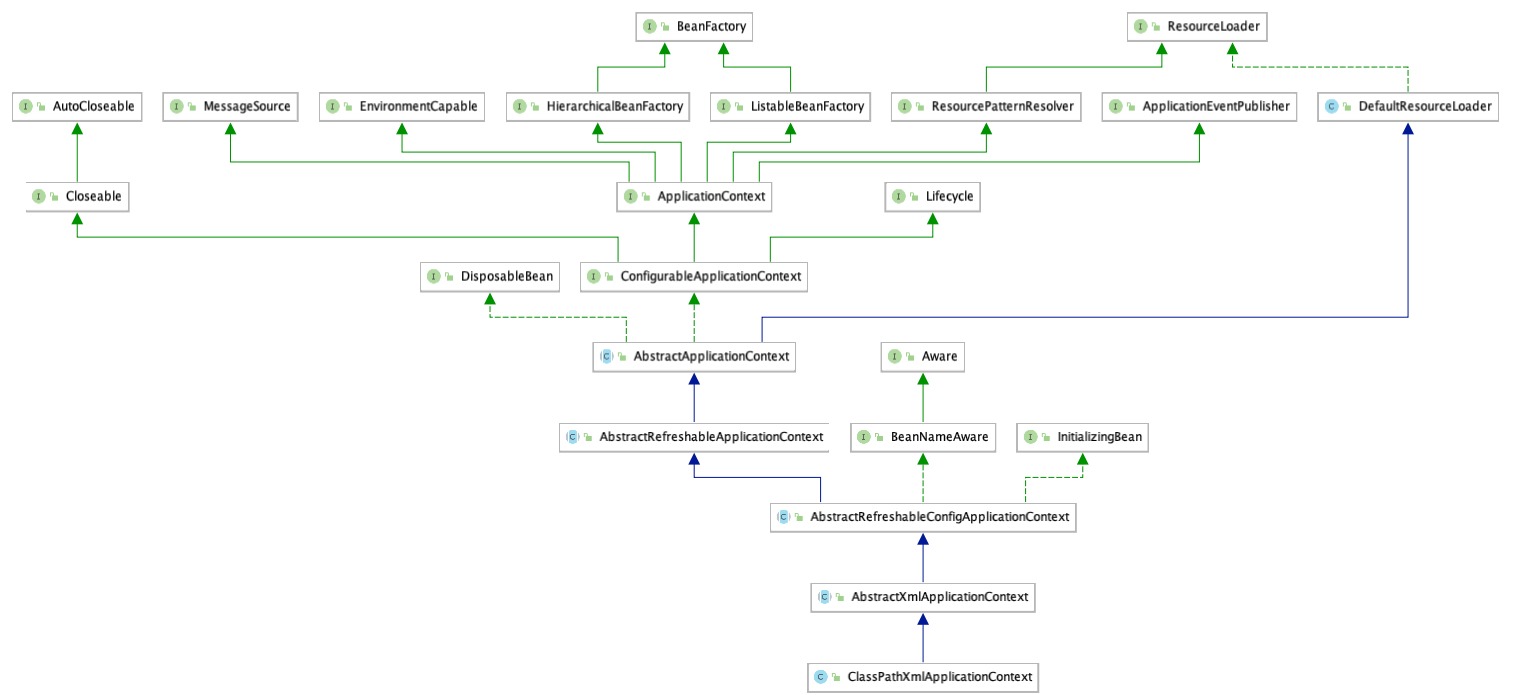 BeanFactory
ResourceLoader
AutoCloseable
MessageSource
EnvironmentCapable
HierarchicalBeanFactory
ListableBeanFactory
ResourcePatternResolver
ApplicationEventPublisher
DefaultResourceLoader
Closeable
ApplicationContext
Lifecycle
DisposableBean
ConfigurableApplicationContext
AbstractApplicationContext
Aware
AbstractRefreshableApplicationContext
BeanNameAware
InitializingBean
AbstractRefreshableConfigApplicationContext
AbstractXmlApplicationContext
ClassPathXmlApplicationContext